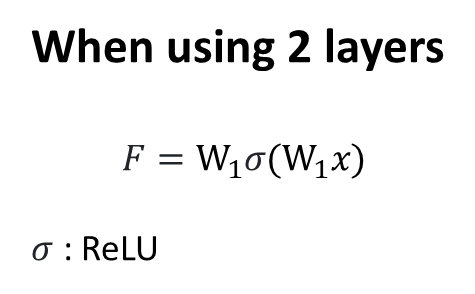 When using 2 layers
F = W₁σ(W₁x)
σ : ReLU